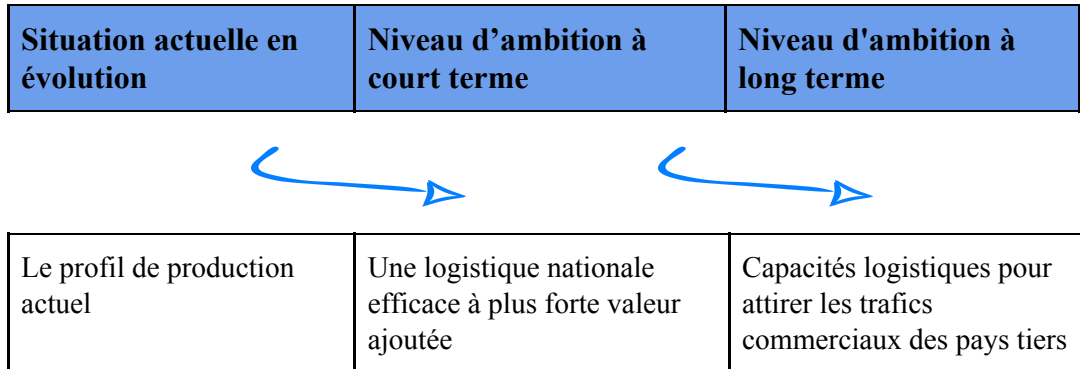 Situation actuelle en
évolution
Niveau d’ambition à
court terme
Niveau d'ambition à
long terme
Le profil de production
actuel
Une logistique nationale
efficace à plus forte valeur
ajoutée
Capacités logistiques pour
attirer les trafics
commerciaux des pays tiers